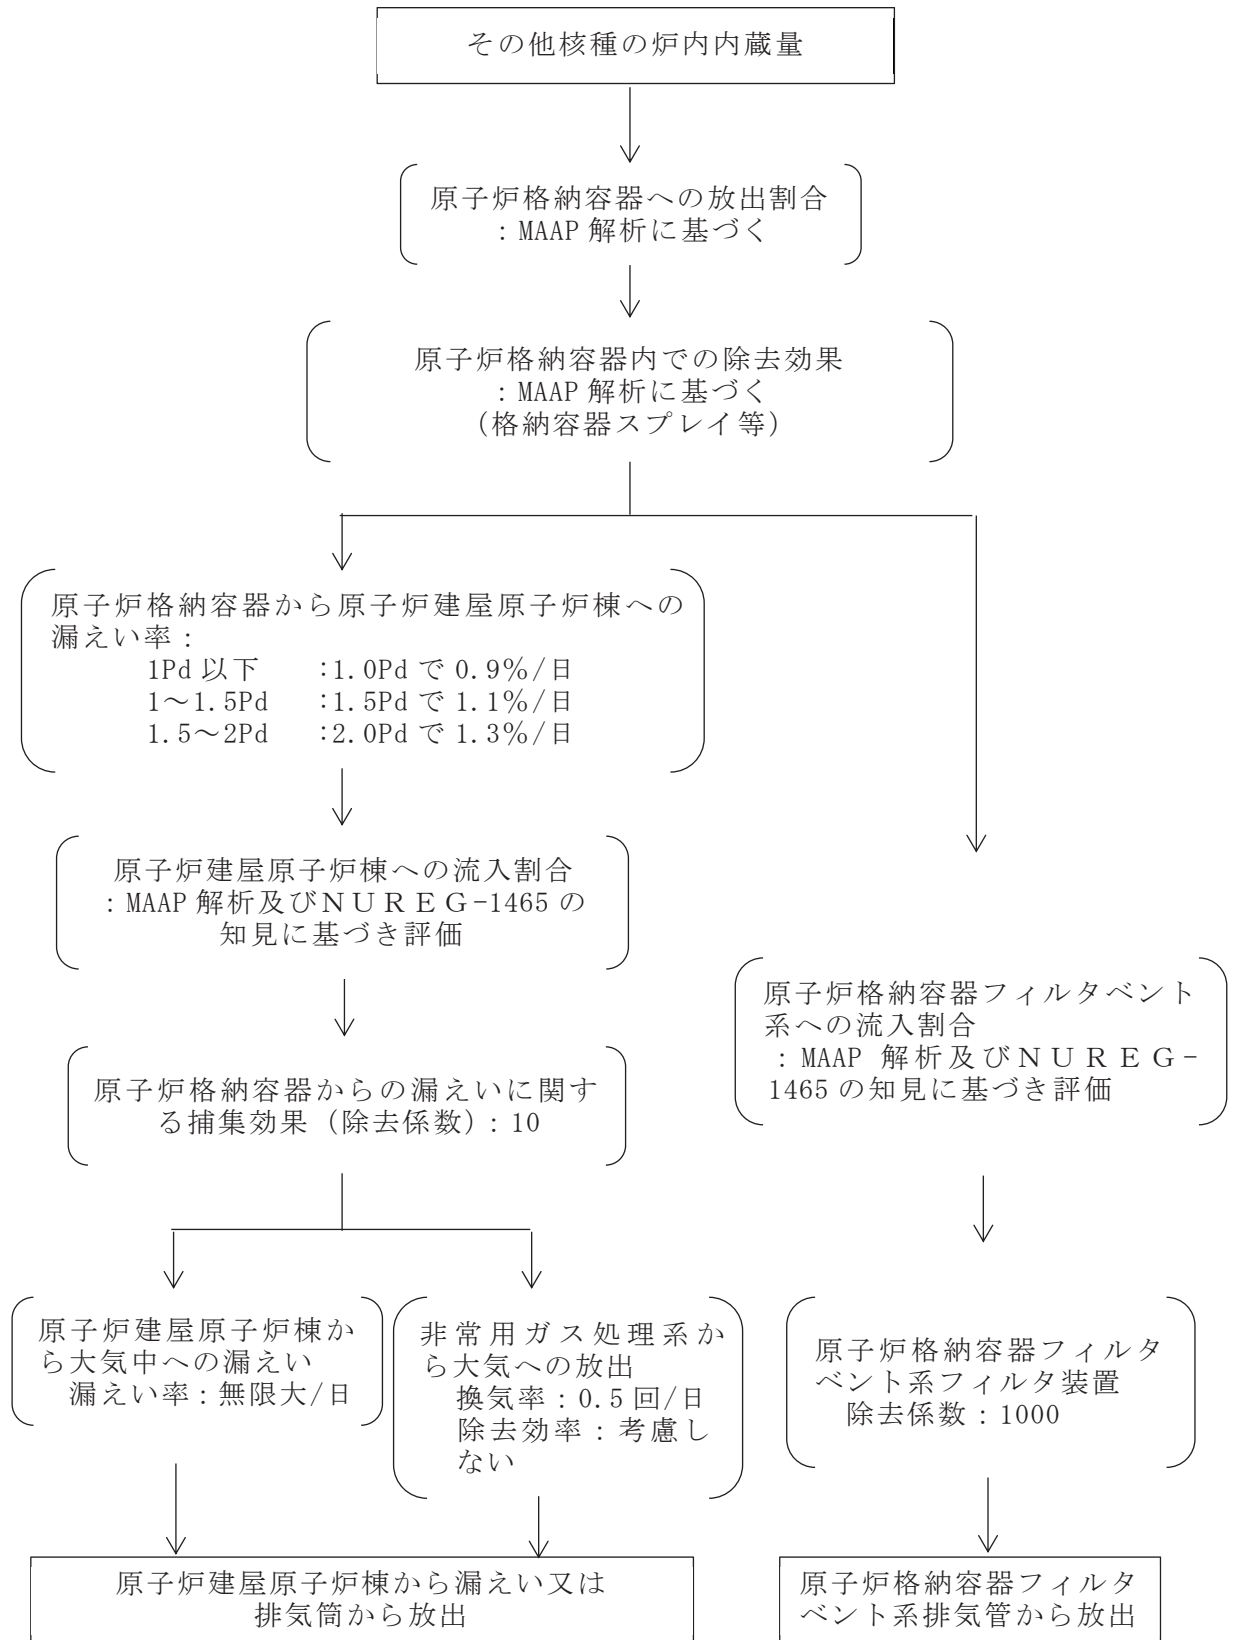 その他核種の炉内内蔵量
原子炉格納容器への放出割合
：MAAP 解析に基づく
原子炉格納容器内での除去効果
：MAAP 解析に基づく
（格納容器スプレイ等）
原子炉格納容器から原子炉建屋原子炉棟への
漏えい率：
1Pd 以下　：1.0Pd で 0.9%/日
1～1.5Pd　：1.5Pd で 1.1%/日
1.5～2Pd　：2.0Pd で 1.3%/日
原子炉建屋原子炉棟への流入割合
：MAAP 解析及びＮＵＲＥＧ-1465 の
知見に基づき評価
原子炉格納容器からの漏えいに関す
る捕集効果（除去係数）：10
原子炉建屋原子炉棟か
ら大気中への漏えい
漏えい率：無限大/日
非常用ガス処理系か
ら大気への放出
換気率：0.5 回/日
除去効率：考慮し
ない
原子炉建屋原子炉棟から漏えい又は
排気筒から放出
原子炉格納容器フィルタベント
系への流入割合
：MAAP 解析及びＮＵＲＥＧ-
1465 の知見に基づき評価
原子炉格納容器フィルタ
ベント系フィルタ装置
除去係数：1000
原子炉格納容器フィルタ
ベント系排気管から放出